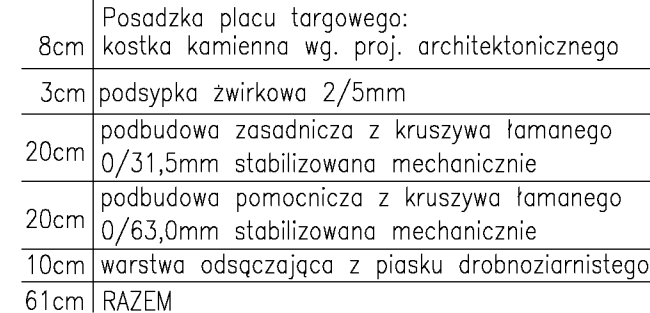 Posadzka placu targowego:
8cm kostka kamienna wg. proj. architektonicznego
3cm podsypka żwirkowa 2/5mm
podbudowa zasadnicza z kruszywa łamanego
20cm 0/31,5mm stabilizowana mechanicznie
podbudowa pomocnicza z kruszywa łamanego
20cm 0/63,0mm stabilizowana mechanicznie
10cm warstwa odsączająca z piasku drobnoziarnistego
61cm RAZEM